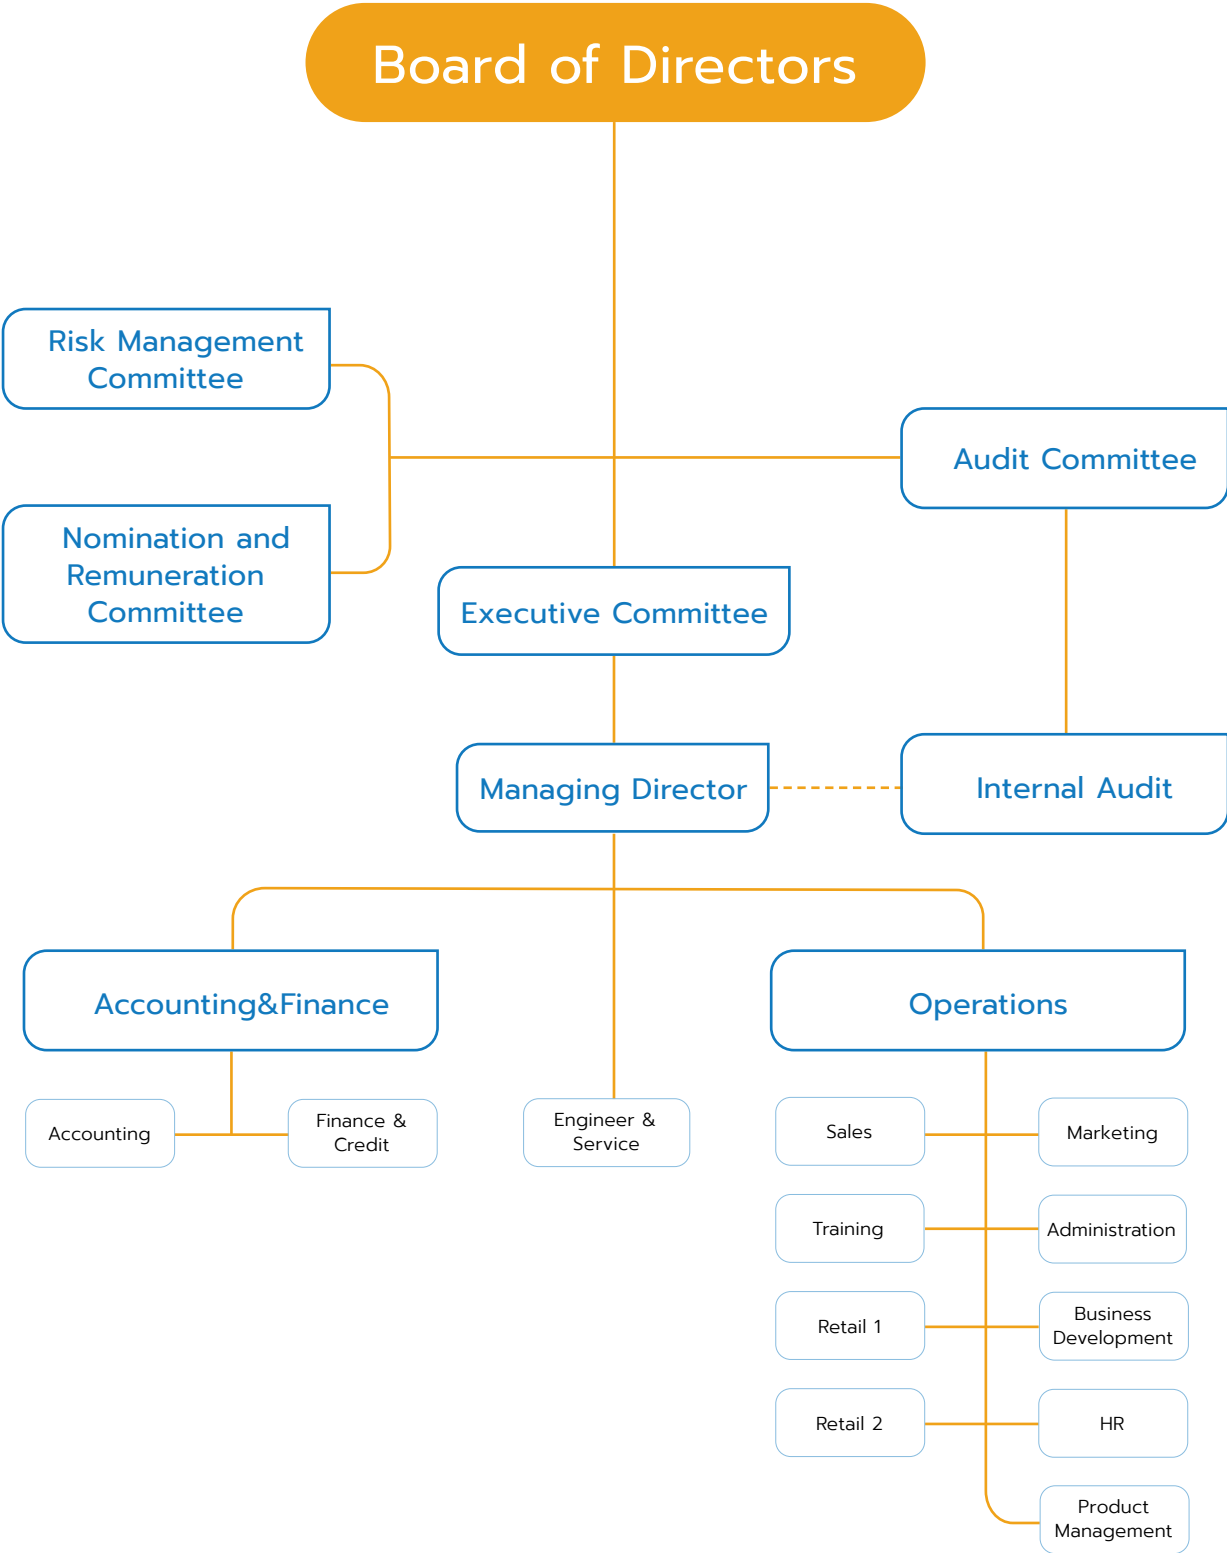 Board of Directors
Risk Management
Committee
Audit Committee
Nomination and
Remuneration
Committee
Executive Committee
Managing Director
Internal Audit
Accounting&Finance
Operations
Accounting
Finance &
Credit
Engineer &
Service
Sales
Marketing
Training
Administration
Retail 1
Business
Development
Retail 2
HR
Product
Management